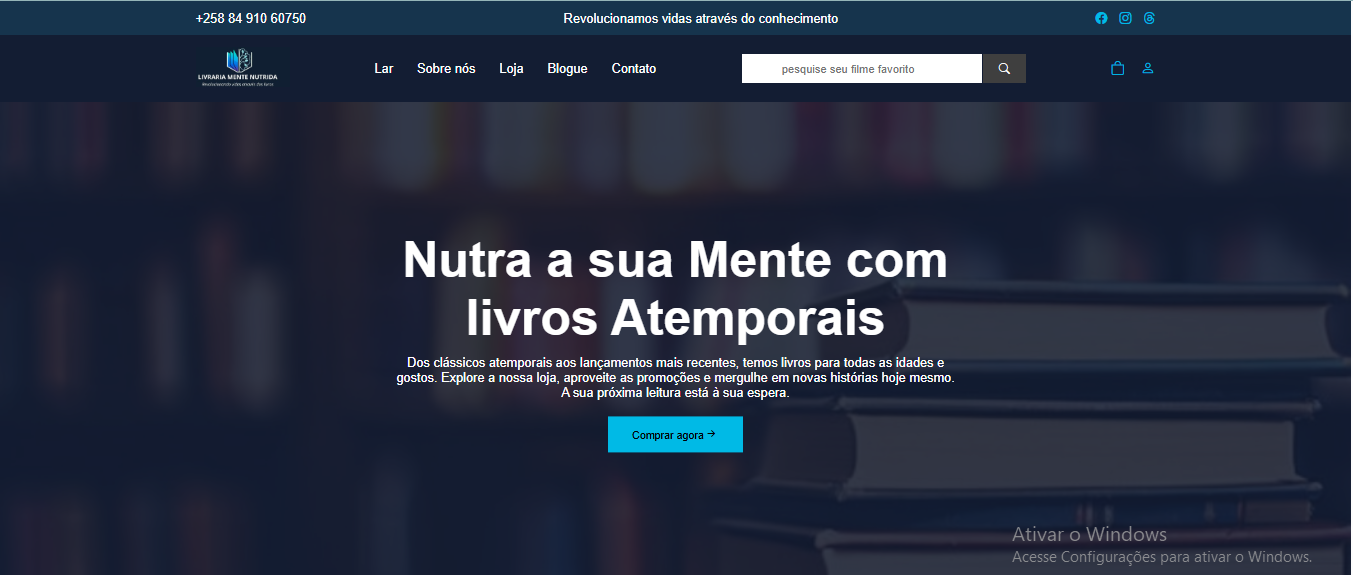 +258 84 910 60750
Revolucionamos vidas através do conhecimento
LIVRARIA MENTE NUTRIDA
Lar
Sobre nós
Loja
Blogue
Contato
pesquise seu filme favorito
Nutra a sua Mente com
livros Atemporais
Dos clássicos atemporais aos lançamentos mais recentes, temos livros para todas as idades e
gostos. Explore a nossa loja, aproveite as promoções e mergulhe em novas histórias hoje mesmo.
A sua próxima leitura está à sua espera.
Comprar agora →
Ativar o Windows
Acesse Configurações para ativar o Windows.